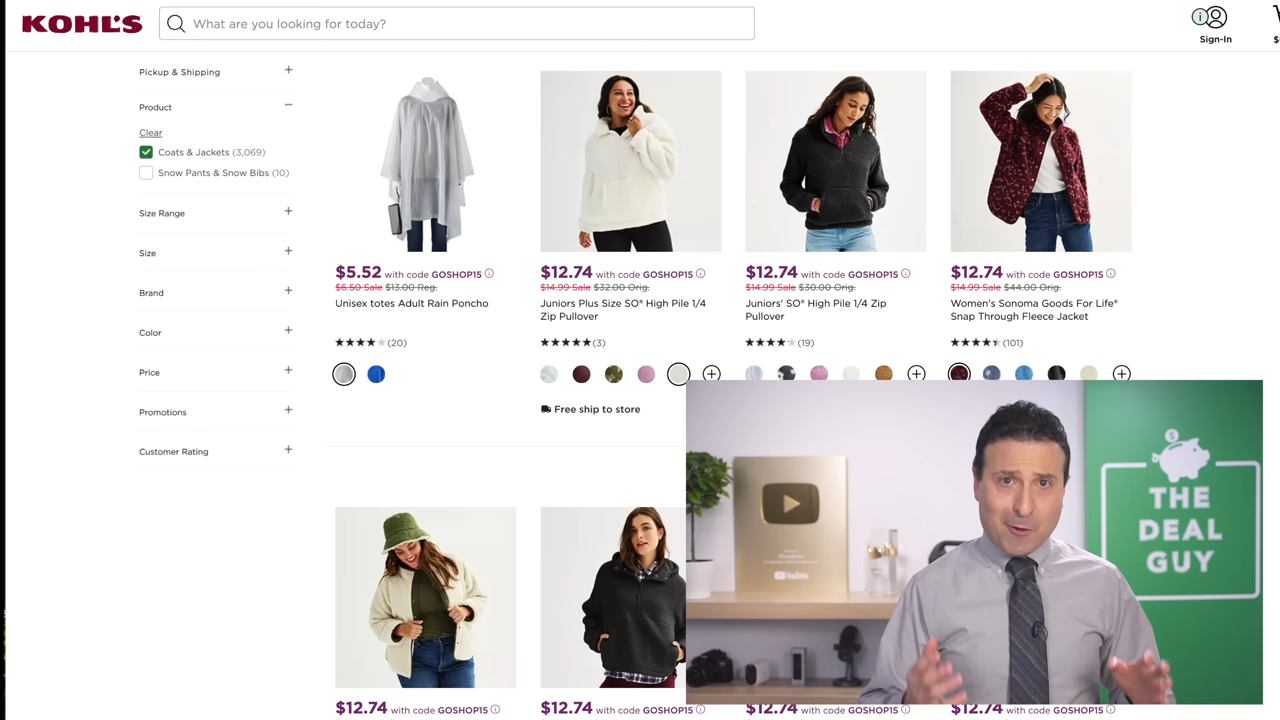 KOHL'S
What are you looking for today?
Sign-In
Pickup & Shipping
Product
Clear
Coats & Jackets (3,069)
Snow Pants & Snow Bibs (10)
Size Range
Size
Brand
Color
Price
Promotions
Customer Rating
$5.52 with code GOSHOP15
$6.50 Sale $13.00 Reg.
Unisex totes Adult Rain Poncho
(20)
$12.74 with code GOSHOP15
$14.99 Sale $32.00 Orig.
Juniors Plus Size SO® High Pile 1/4
Zip Pullover
(3)
Free ship to store
$12.74 with code GOSHOP15
$14.99 Sale $30.00 Orig.
Juniors' SO® High Pile 1/4 Zip
Pullover
(19)
$12.74 with code GOSHOP15
$14.99 Sale $44.00 Orig.
Women's Sonoma Goods For Life®
Snap Through Fleece Jacket
(101)
YouTube
THE
DEAL
GUY
$12.74 with code GOSHOP15
$12.74 with code GOSHOP15
$12.74 with code GOSHOP15
$12.74 with code GOSHOP15